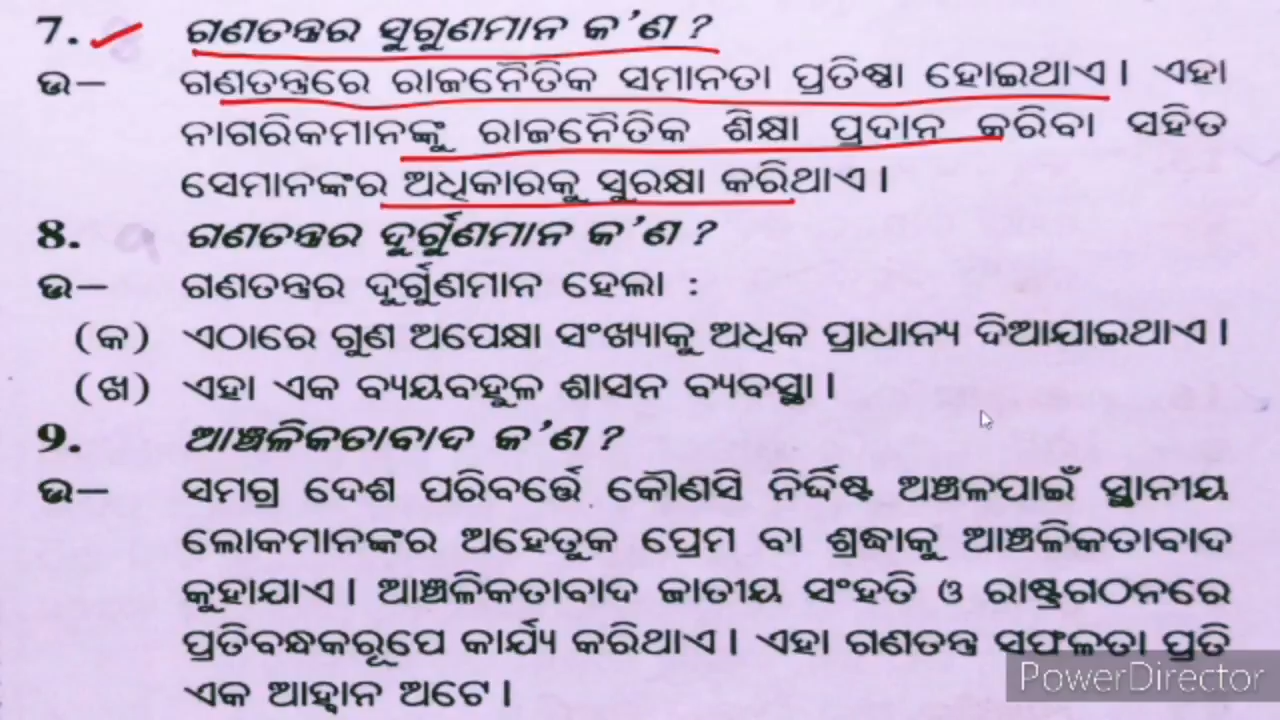 7. ଗଣତନ୍ତ୍ରର ସୁଗୁଣମାନ କ'ଣ ?
ଉ– ଗଣତନ୍ତ୍ରରେ ରାଜନୈତିକ ସମାନତା ପ୍ରତିଷ୍ଠା ହୋଇଥାଏ । ଏହା
ନାଗରିକମାନଙ୍କୁ ରାଜନୈତିକ ଶିକ୍ଷା ପ୍ରଦାନ କରିବା ସହିତ
ସେମାନଙ୍କର ଅଧିକାରକୁ ସୁରକ୍ଷା କରିଥାଏ ।
8. ଗଣତନ୍ତ୍ରର ଦୁର୍ଗୁଣମାନ କ'ଣ ?
ଉ– ଗଣତନ୍ତ୍ରର ଦୁର୍ଗୁଣମାନ ହେଲା :
(କ) ଏଠାରେ ଗୁଣ ଅପେକ୍ଷା ସଂଖ୍ୟାକୁ ଅଧିକ ପ୍ରାଧାନ୍ୟ ଦିଆଯାଇଥାଏ ।
(ଖ) ଏହା ଏକ ବ୍ୟୟବହୁଳ ଶାସନ ବ୍ୟବସ୍ଥା ।
9. ଆଞ୍ଚଳିକତାବାଦ କ'ଣ ?
ଉ– ସମଗ୍ର ଦେଶ ପରିବର୍ତ୍ତେ କୌଣସି ନିର୍ଦ୍ଦିଷ୍ଟ ଅଞ୍ଚଳପାଇଁ ସ୍ଥାନୀୟ
ଲୋକମାନଙ୍କର ଅହେତୁକ ପ୍ରେମ ବା ଶ୍ରଦ୍ଧାକୁ ଆଞ୍ଚଳିକତାବାଦ
କୁହାଯାଏ । ଆଞ୍ଚଳିକତାବାଦ ଜାତୀୟ ସଂହତି ଓ ରାଷ୍ଟ୍ରଗଠନରେ
ପ୍ରତିବନ୍ଧକରୂପେ କାର୍ଯ୍ୟ କରିଥାଏ । ଏହା ଗଣତନ୍ତ୍ର ସଫଳତା ପ୍ରତି
ଏକ ଆହ୍ୱାନ ଅଟେ ।
PowerDirector